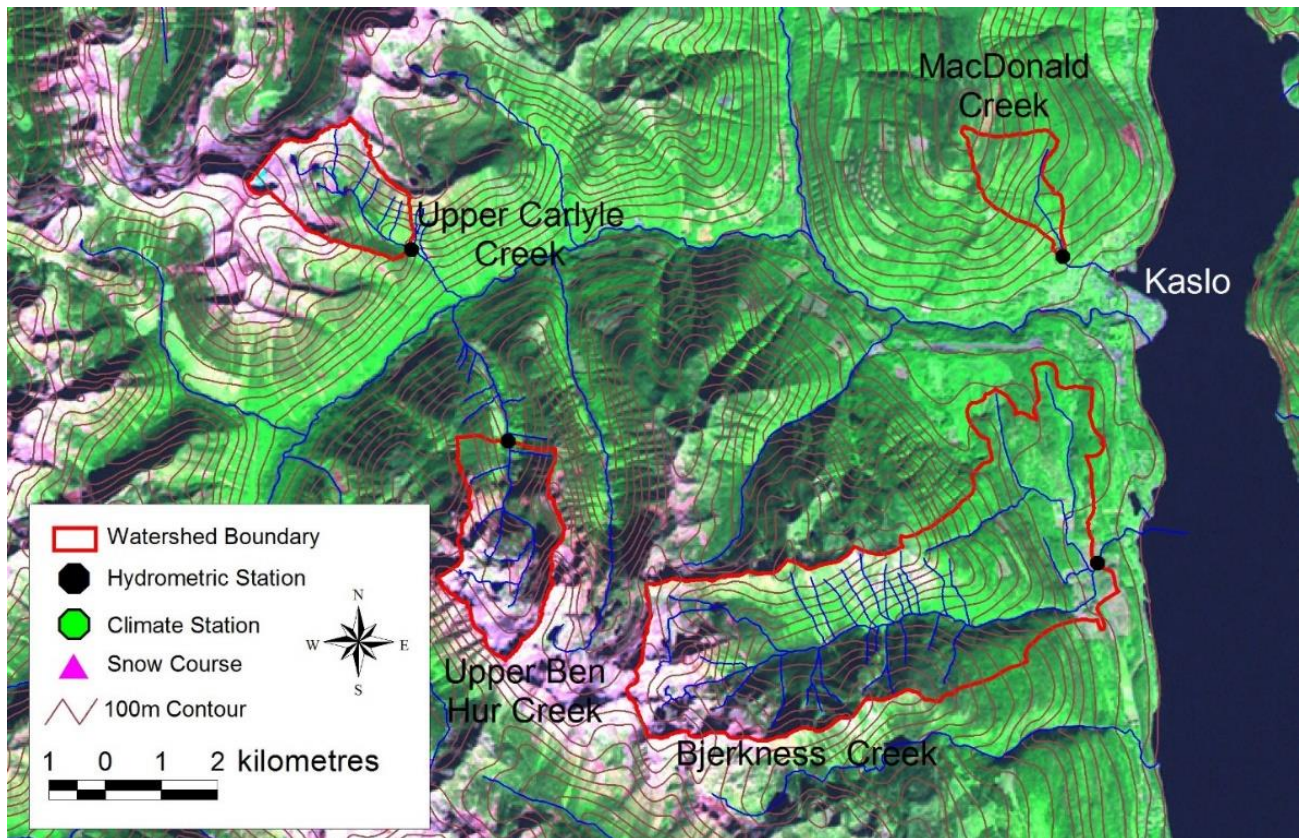 MacDonald
Creek
Upper Carlyle
Creek
Kaslo
Watershed Boundary
Hydrometric Station
Climate Station
Snow Course
100m Contour
1 0 1 2 kilometres
N
W E
S
Upper Ben
Hur Creek
Bjerkness Creek